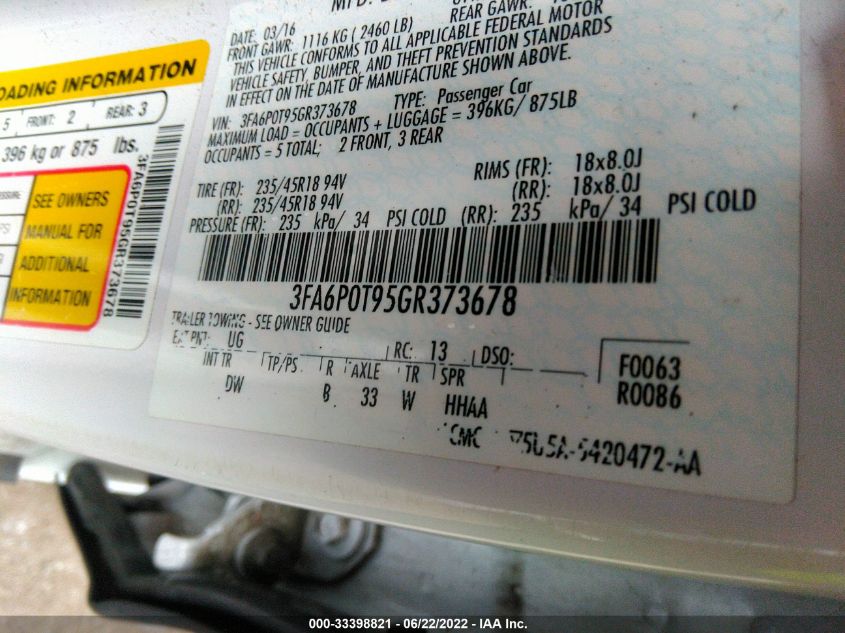 MFD.
DATE: 03/16
FRONT GAWR: 1116 KG ( 2460 LB)
REAR GAWR:
THIS VEHICLE CONFORMS TO ALL APPLICABLE FEDERAL MOTOR
VEHICLE SAFETY, BUMPER, AND THEFT PREVENTION STANDARDS
IN EFFECT ON THE DATE OF MANUFACTURE SHOWN ABOVE.
VIN: 3FA6P0T95GR373678 TYPE: Passenger Car
MAXIMUM LOAD = OCCUPANTS + LUGGAGE = 396KG/ 875LB
OCCUPANTS = 5 TOTAL; 2 FRONT, 3 REAR
TIRE (FR): 235/45R18 94V RIMS (FR): 18x8.0J
(RR): 235/45R18 94V (RR): 18x8.0J
PRESSURE (FR): 235 kPa/ 34 PSI COLD (RR): 235 kPa/ 34 PSI COLD
3FA6P0T95GR373678
TRAILER TOWING - SEE OWNER GUIDE
EXT PNT: UG RC: 13 DSO:
INT TR TP/PS R AXLE TR SPR
DW B 33 W HHAA
F0063
R0086
5420472-AA
LOADING INFORMATION
5 FRONT: 2 REAR: 3
396 kg or 875 lbs.
SEE OWNERS
MANUAL FOR
ADDITIONAL
INFORMATION
3FA6P0T95GR373678
000-33398821 - 06/22/2022 - IAA Inc.